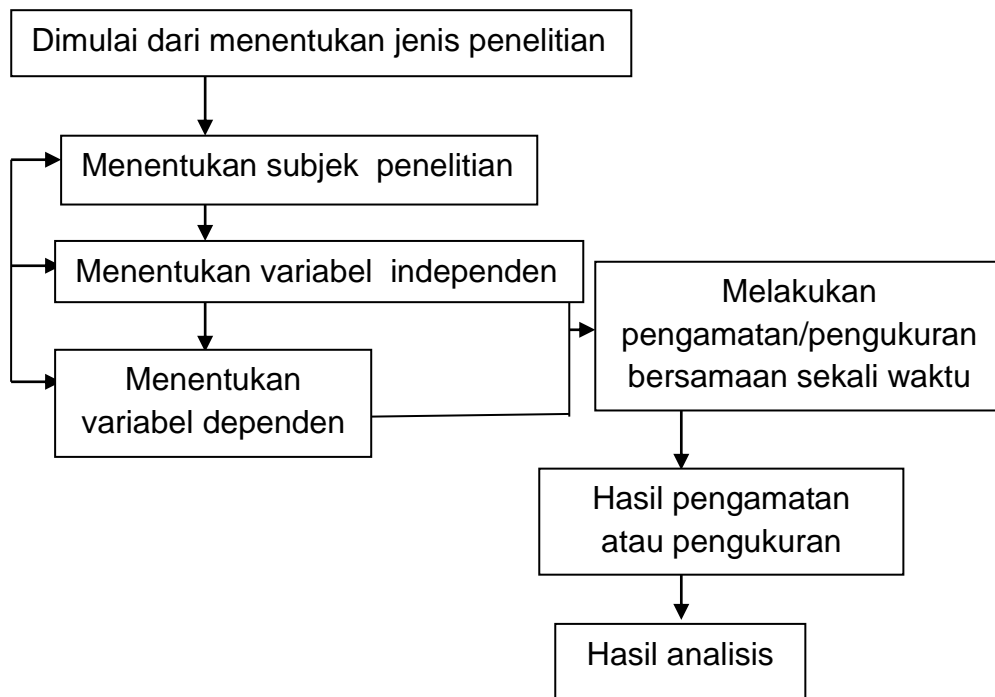 Dimulai dari menentukan jenis penelitian
Menentukan subjek penelitian
Menentukan variabel independen
Menentukan
variabel dependen
Melakukan
pengamatan/pengukuran
bersamaan sekali waktu
Hasil pengamatan
atau pengukuran
Hasil analisis